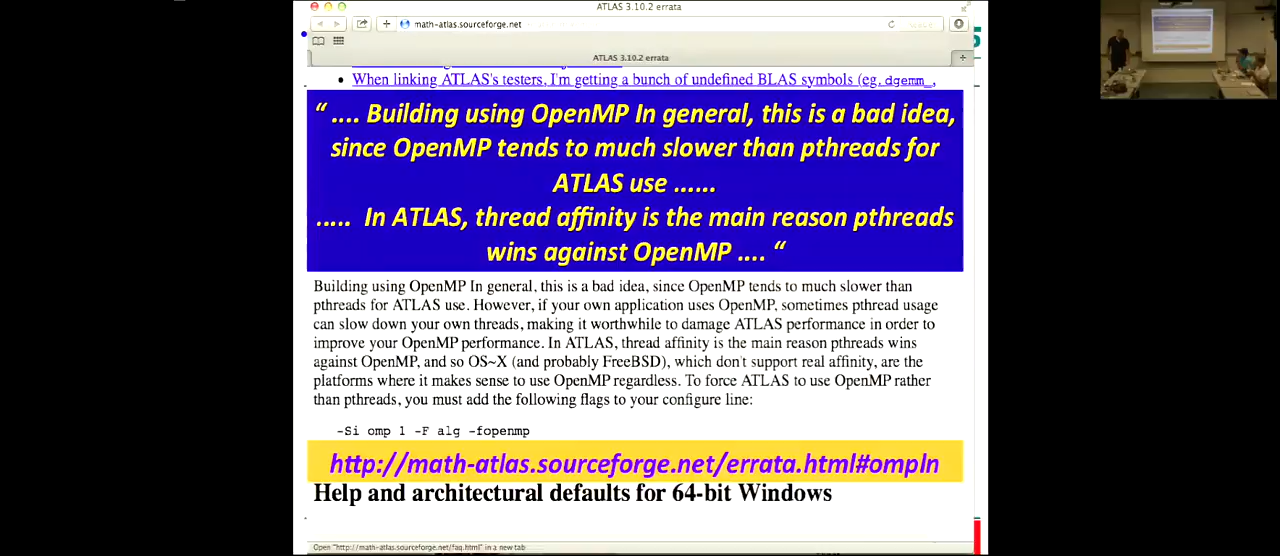 ATLAS 3.10.2 errata
math-atlas.sourceforge.net
ATLAS 3.10.2 errata
When linking ATLAS's testers, I'm getting a bunch of undefined BLAS symbols (eg. dgemm_,
“ .... Building using OpenMP In general, this is a bad idea,
since OpenMP tends to much slower than pthreads for
ATLAS use ......
..... In ATLAS, thread affinity is the main reason pthreads
wins against OpenMP .... “
Building using OpenMP In general, this is a bad idea, since OpenMP tends to much slower than
pthreads for ATLAS use. However, if your own application uses OpenMP, sometimes pthread usage
can slow down your own threads, making it worthwhile to damage ATLAS performance in order to
improve your OpenMP performance. In ATLAS, thread affinity is the main reason pthreads wins
against OpenMP, and so OS~X (and probably FreeBSD), which don't support real affinity, are the
platforms where it makes sense to use OpenMP regardless. To force ATLAS to use OpenMP rather
than pthreads, you must add the following flags to your configure line:
-Si omp 1 -F alg -fopenmp
http://math-atlas.sourceforge.net/errata.html#ompln
Help and architectural defaults for 64-bit Windows
Open "http://math-atlas.sourceforge.net/faq.html" in a new tab